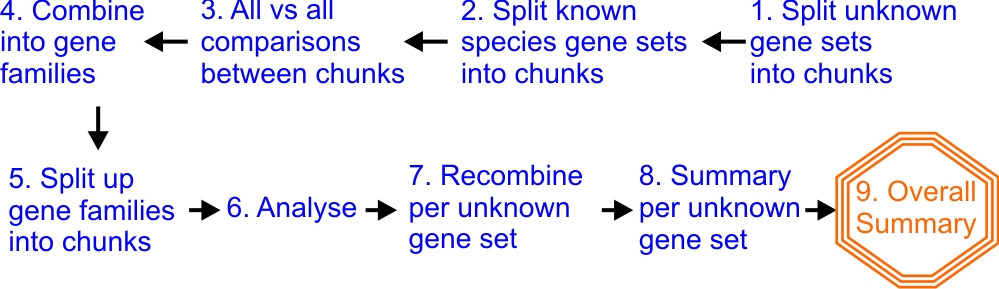 1. Split unknown
gene sets
into chunks
2. Split known
species gene sets
into chunks
3. All vs all
comparisons
between chunks
4. Combine
into gene
families
5. Split up
gene families
into chunks
6. Analyse
7. Recombine
per unknown
gene set
8. Summary
per unknown
gene set
9. Overall
Summary